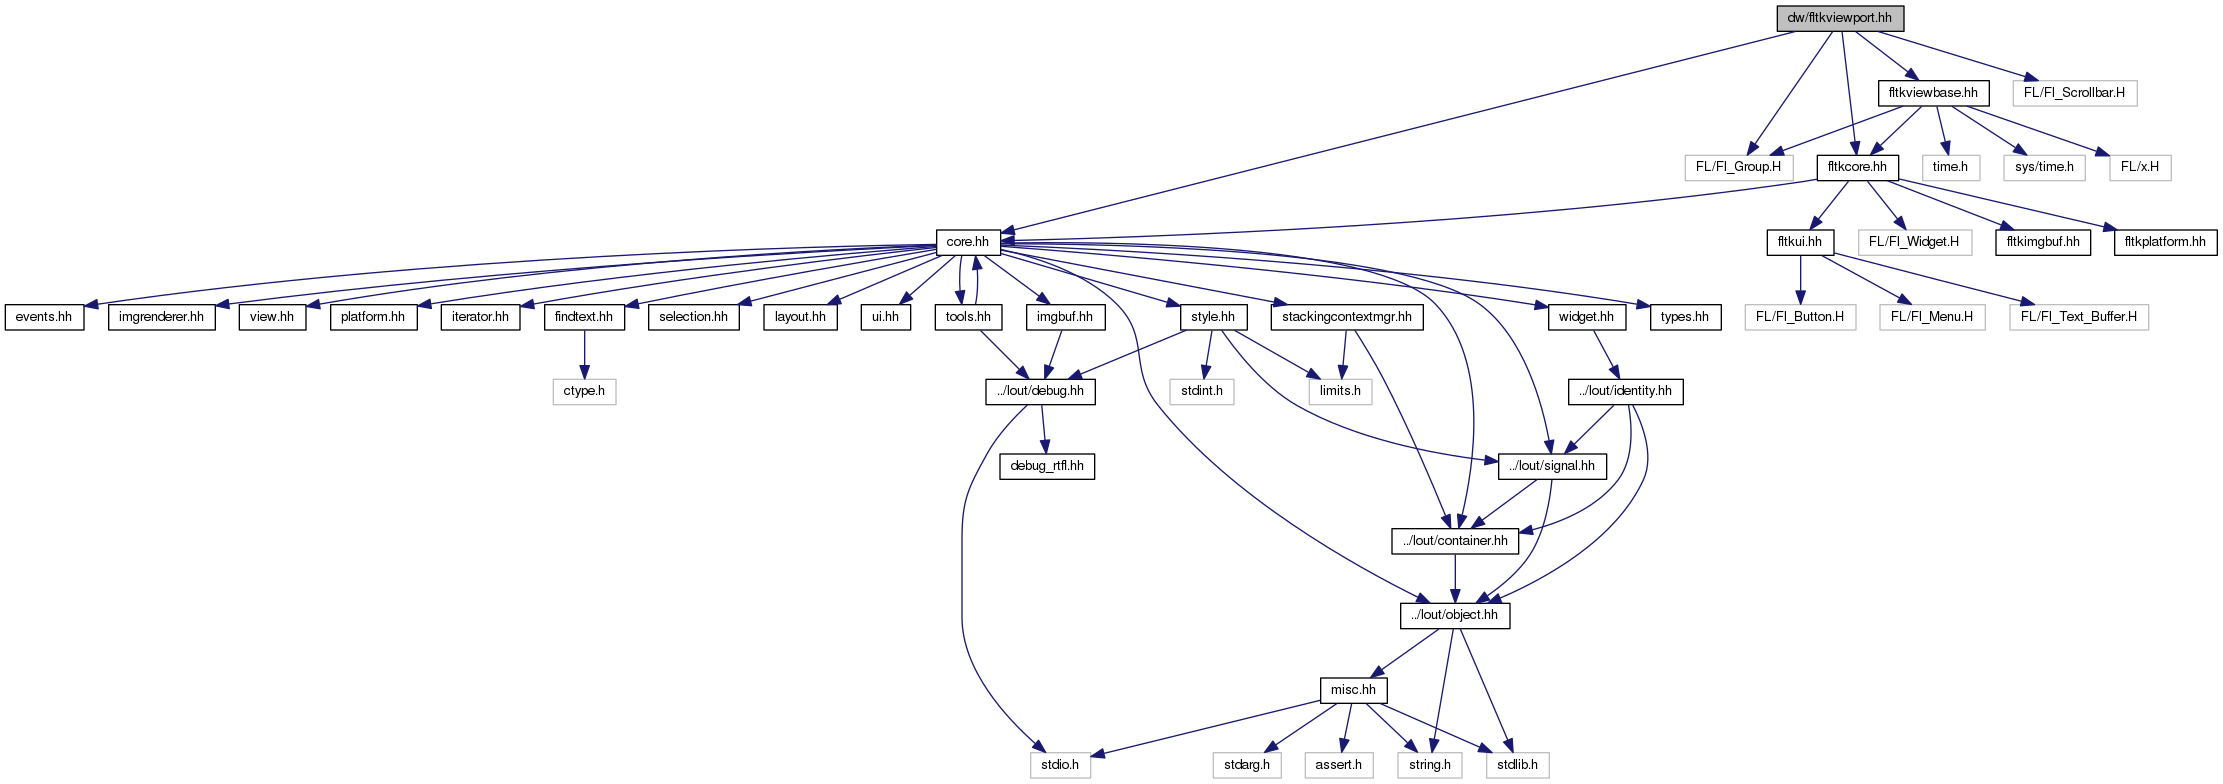 dw/fltkviewport.hh
fltkviewbase.hh
FL/Fl_Scrollbar.H
FL/Fl_Group.H
fltkcore.hh
time.h
sys/time.h
FL/x.H
core.hh
fltkui.hh
FL/Fl_Widget.H
fltkimgbuf.hh
fltkplatform.hh
events.hh
imgrenderer.hh
view.hh
platform.hh
iterator.hh
findtext.hh
selection.hh
layout.hh
ui.hh
tools.hh
imgbuf.hh
style.hh
stackingcontextmgr.hh
widget.hh
types.hh
FL/Fl_Button.H
FL/Fl_Menu.H
FL/Fl_Text_Buffer.H
ctype.h
../lout/debug.hh
stdint.h
limits.h
../lout/identity.hh
debug_rtfl.hh
../lout/signal.hh
../lout/container.hh
../lout/object.hh
misc.hh
stdio.h
stdarg.h
assert.h
string.h
stdlib.h